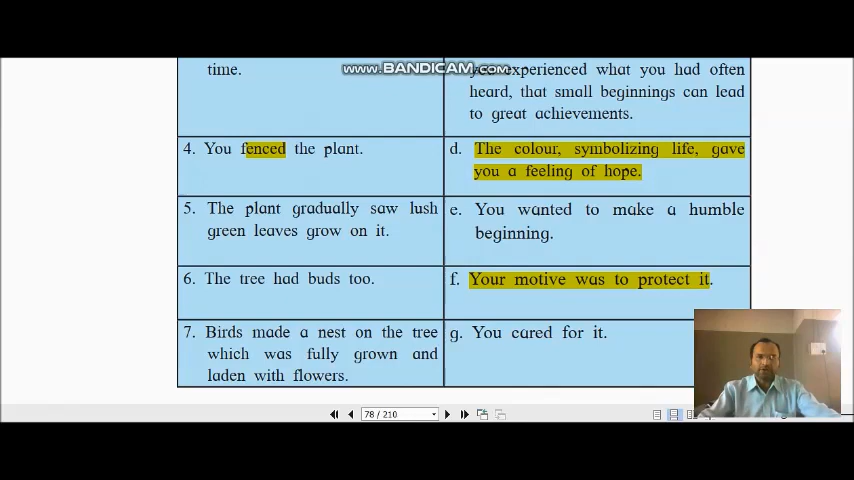 www.BANDICAM.com
time.
you experienced what you had often
heard, that small beginnings can lead
to great achievements.
4. You fenced the plant.
d. The colour, symbolizing life, gave
you a feeling of hope.
5. The plant gradually saw lush
green leaves grow on it.
e. You wanted to make a humble
beginning.
6. The tree had buds too.
f. Your motive was to protect it.
7. Birds made a nest on the tree
which was fully grown and
laden with flowers.
g. You cared for it.
78 / 210